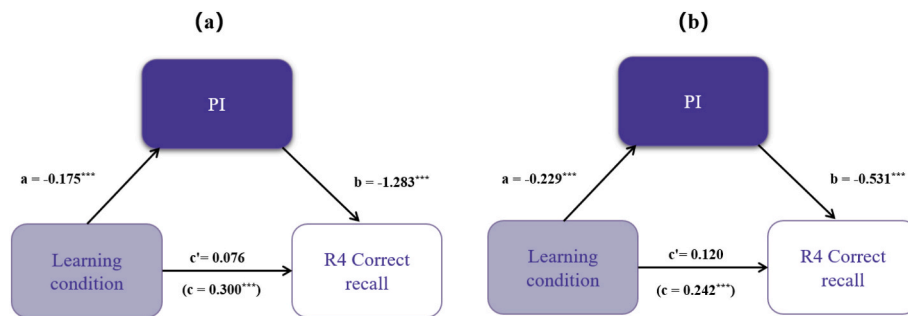 (a)
PI
a = -0.175***
b = -1.283***
Learning
condition
c'= 0.076
(c = 0.300***)
R4 Correct
recall
(b)
PI
a = -0.229***
b = -0.531***
Learning
condition
c'= 0.120
(c = 0.242***)
R4 Correct
recall